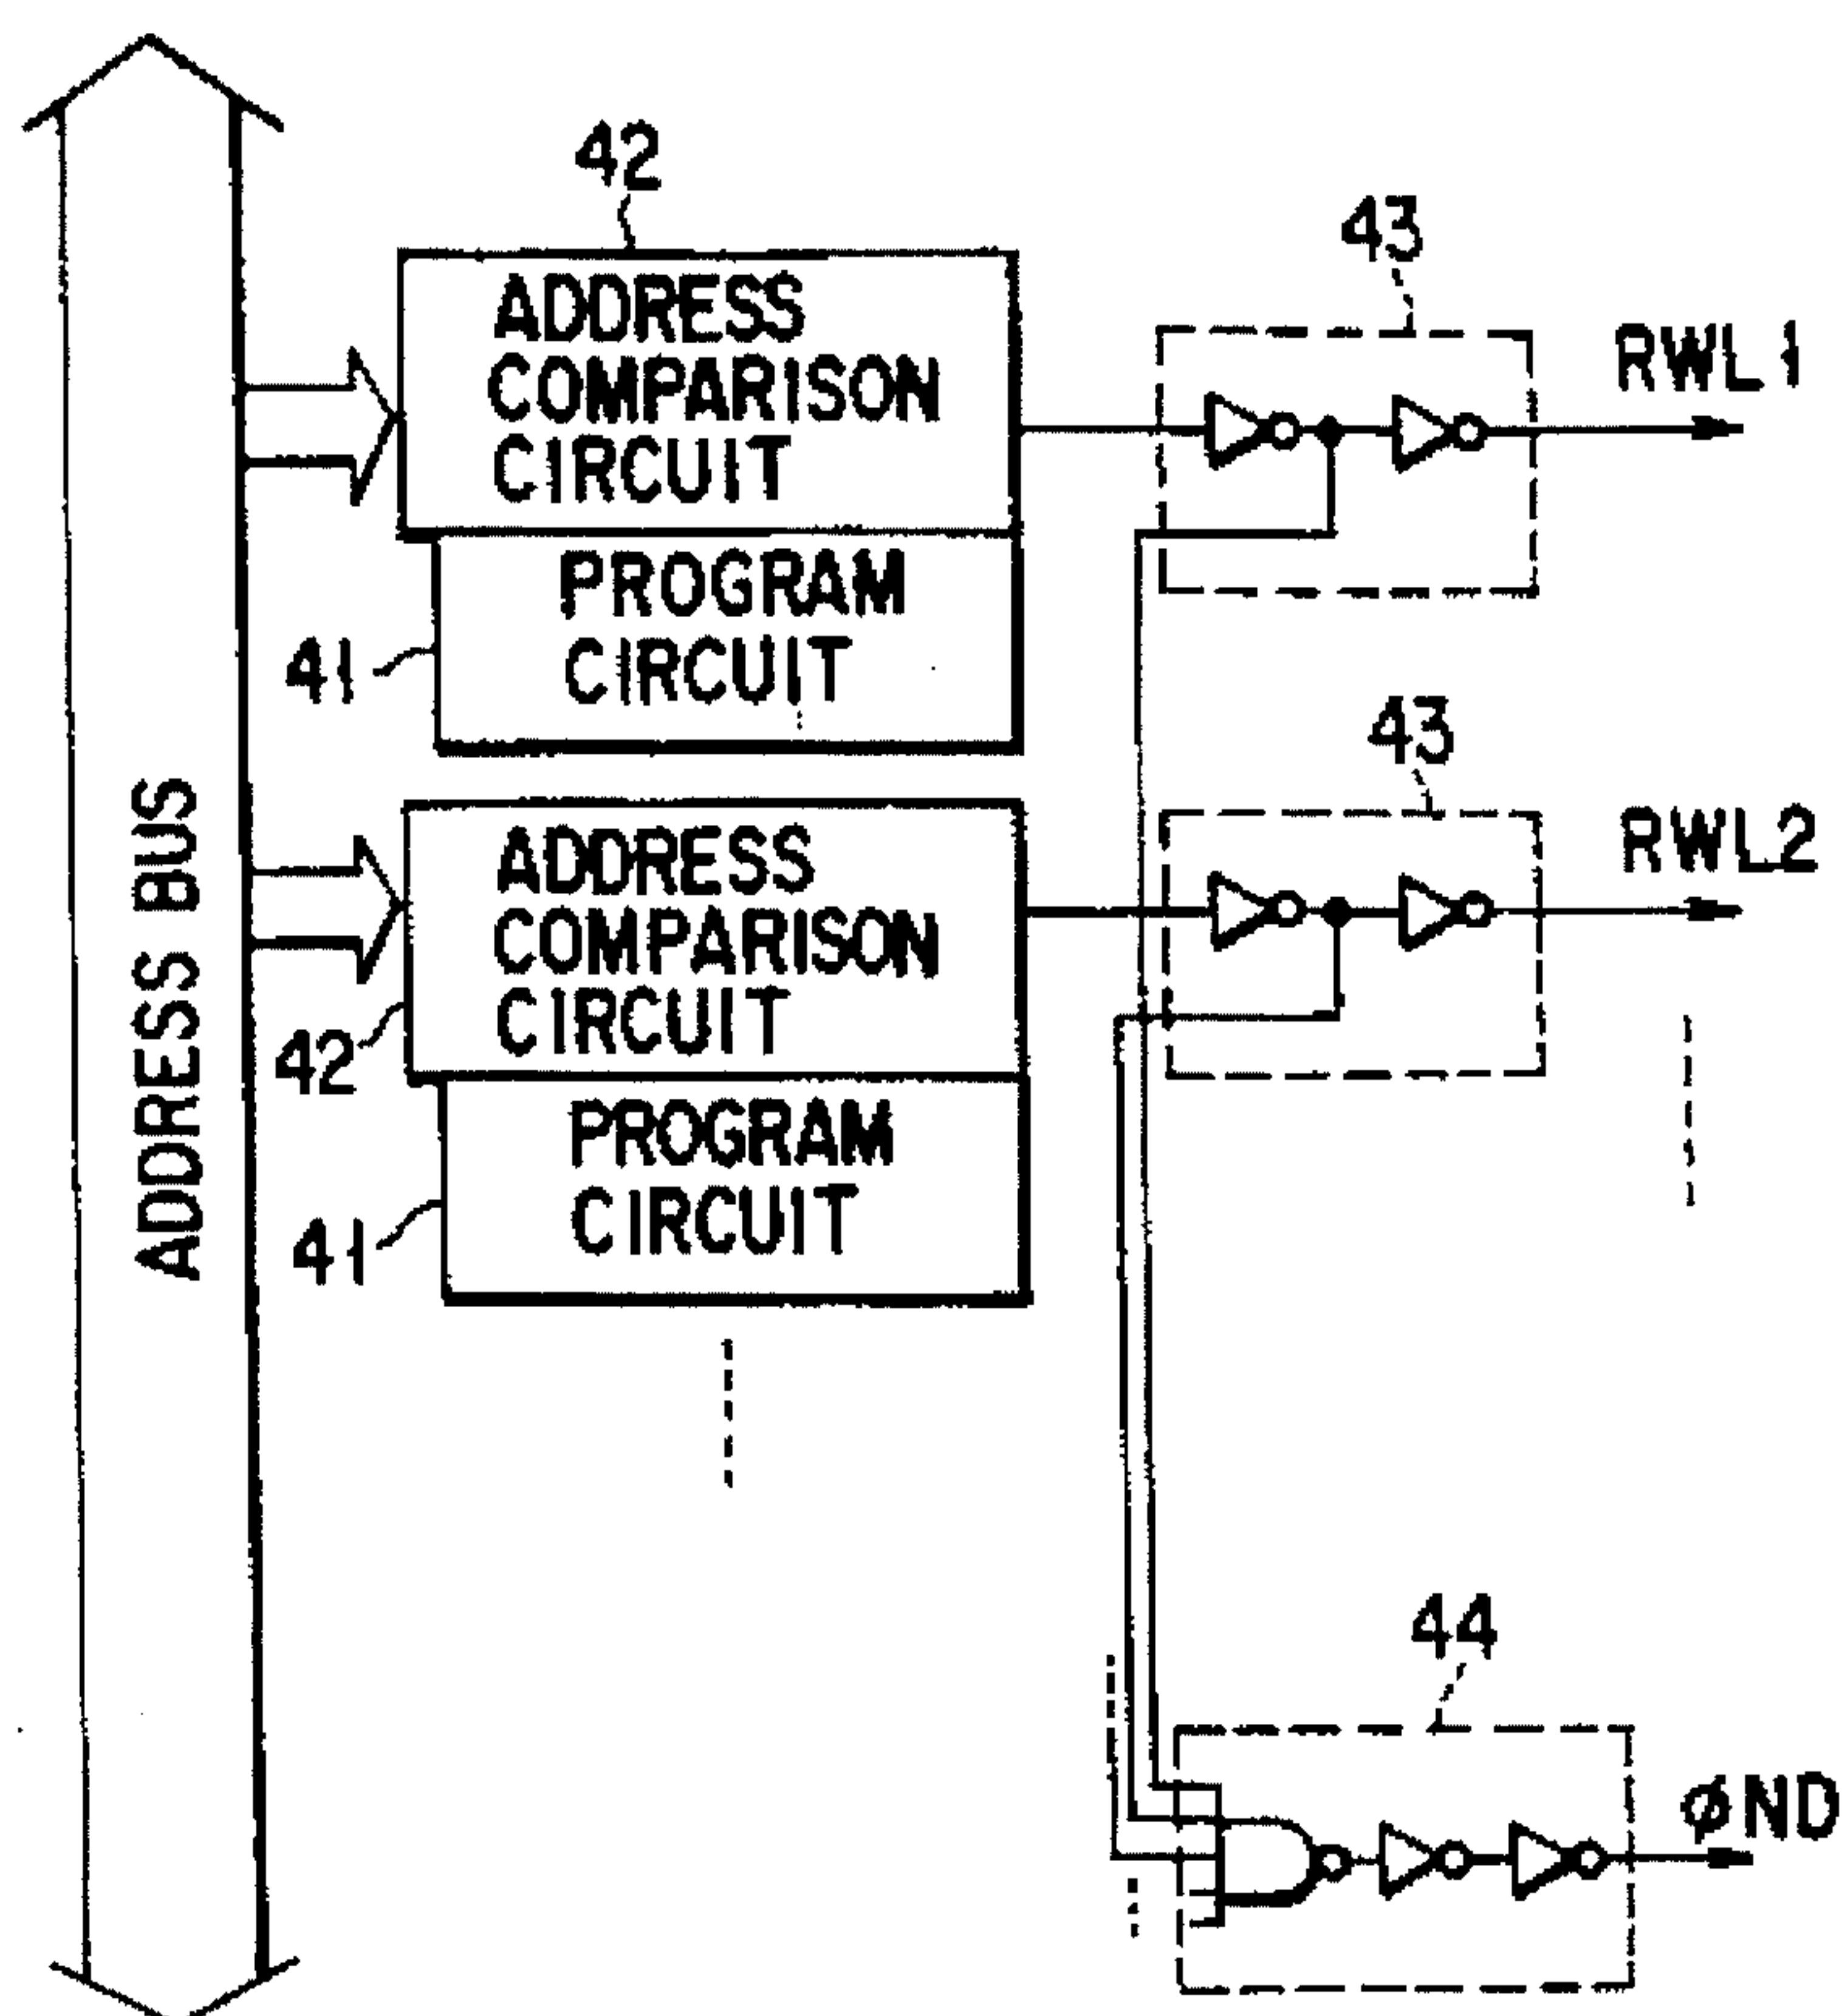 42
43
ADDRESS
COMPARISON
CIRCUIT
RWL1
PROGRAM
CIRCUIT
41
43
ADDRESS BUS
ADDRESS
COMPARISON
CIRCUIT
RWL2
42
PROGRAM
CIRCUIT
41
44
φND